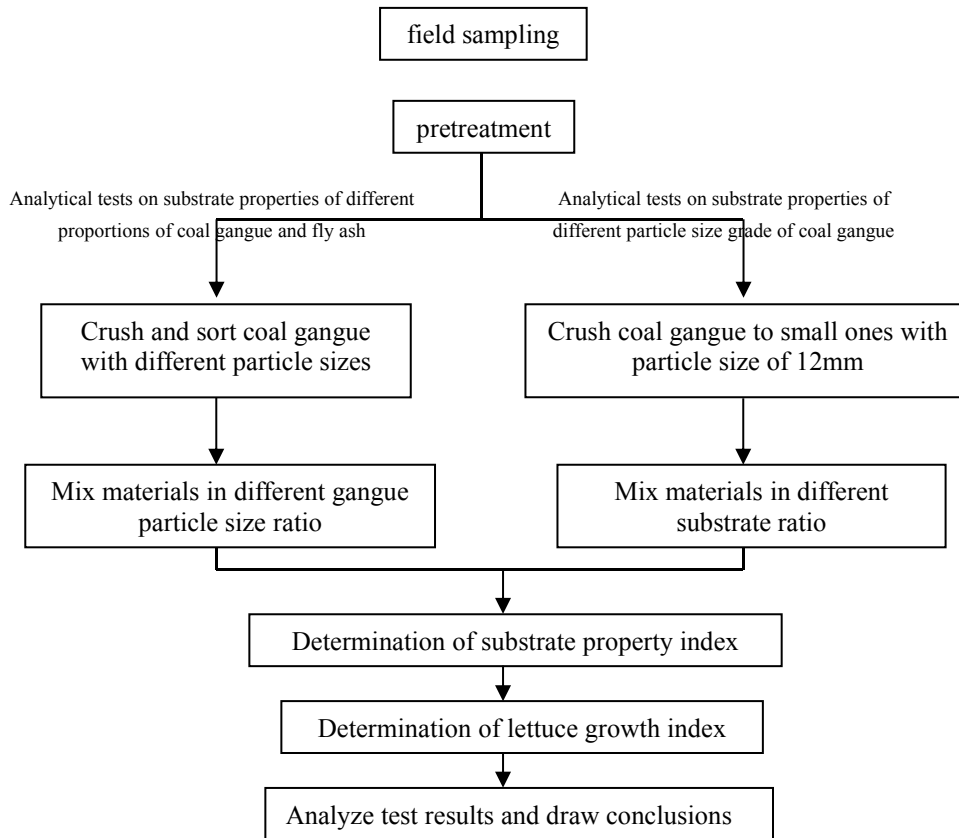 field sampling
pretreatment
Analytical tests on substrate properties of different
proportions of coal gangue and fly ash
Analytical tests on substrate properties of
different particle size grade of coal gangue
Crush and sort coal gangue
with different particle sizes
Crush coal gangue to small ones with
particle size of 12mm
Mix materials in different gangue
particle size ratio
Mix materials in different
substrate ratio
Determination of substrate property index
Determination of lettuce growth index
Analyze test results and draw conclusions